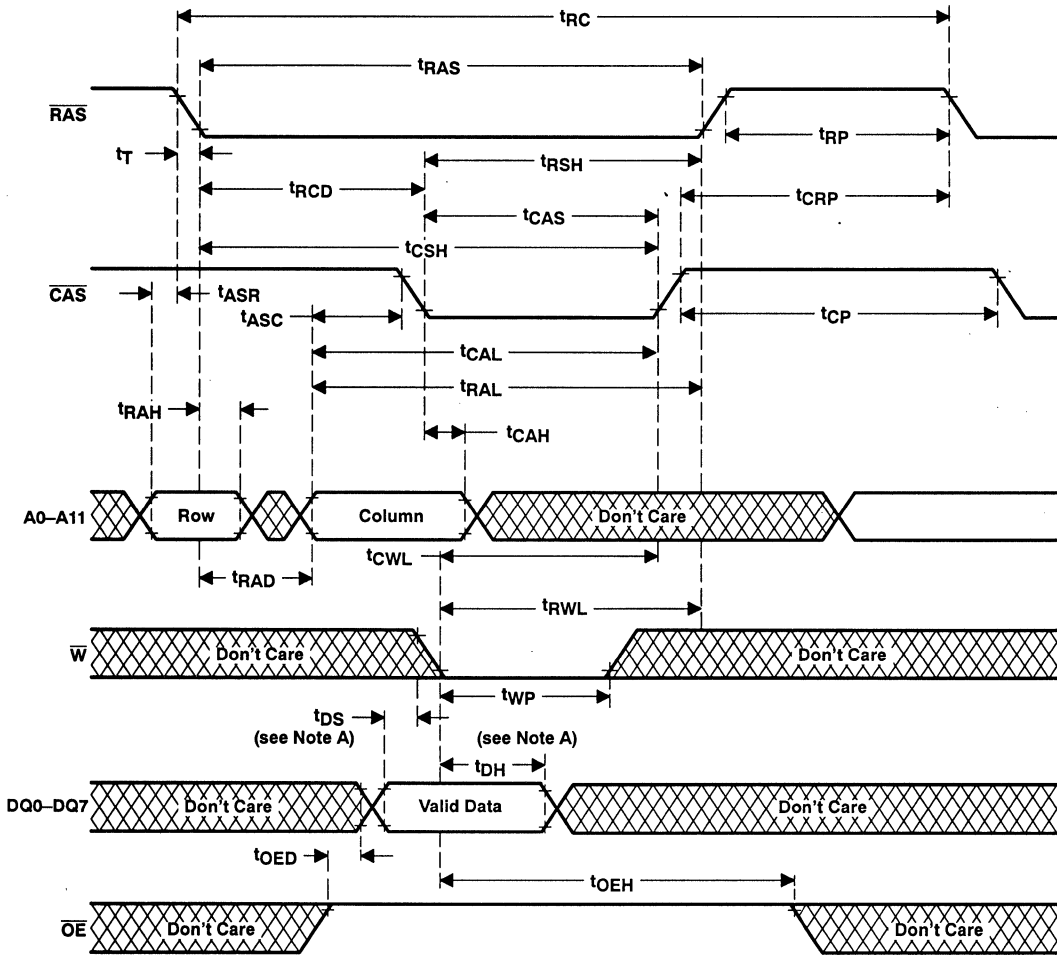 tRC
tRAS
RAS
tRP
tT
tRSH
tRCD
tCRP
tCAS
tCSH
CAS
tASR
tASC
tCP
tCAL
tRAL
tRAH
tCAH
A0–A11 Row Column Don't Care
tCWL
tRAD
tRWL
W Don't Care Don't Care
tWP
tDS
(see Note A) (see Note A)
tDH
DQ0–DQ7 Don't Care Valid Data Don't Care
tOED
tOEH
OE Don't Care Don't Care